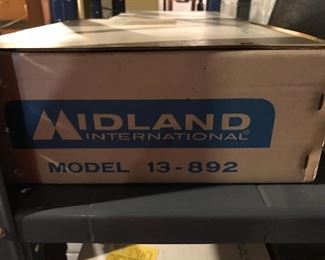 MIDLAND
INTERNATIONAL®
MODEL 13-892